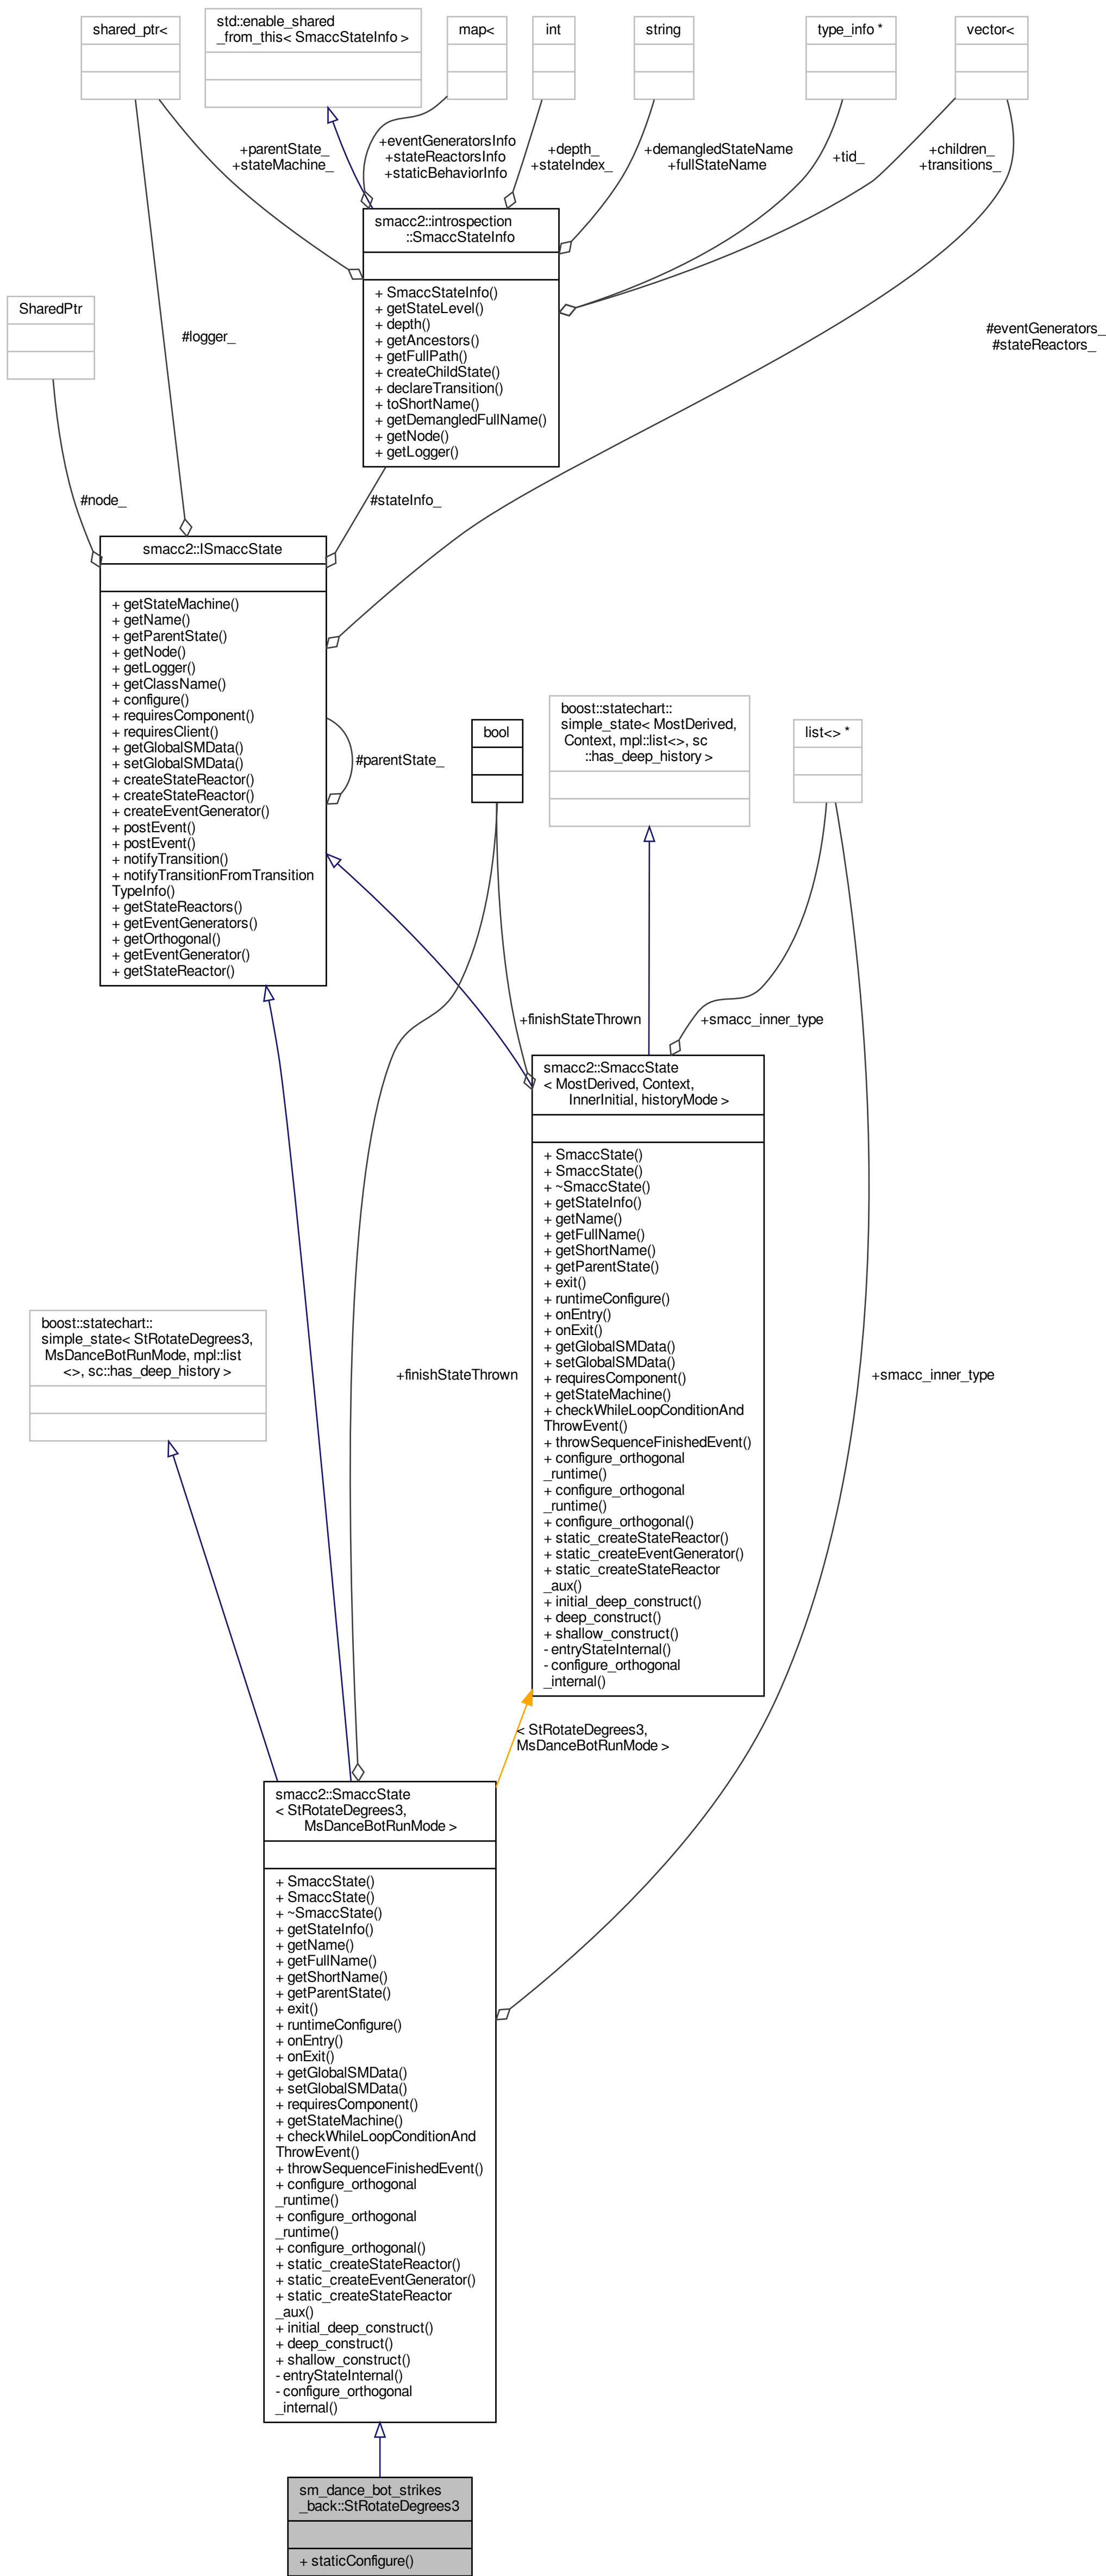 shared_ptr<
std::enable_shared
_from_this< SmaccStateInfo >
map<
int
string
type_info *
vector<
+parentState_
+stateMachine_
+eventGeneratorsInfo
+stateReactorsInfo
+staticBehaviorInfo
+depth_
+stateIndex_
+demangledStateName
+fullStateName
+tid_
+children_
+transitions_
smacc2::introspection
::SmaccStateInfo
+ SmaccStateInfo()
+ getStateLevel()
+ depth()
+ getAncestors()
+ getFullPath()
+ createChildState()
+ declareTransition()
+ toShortName()
+ getDemangledFullName()
+ getNode()
+ getLogger()
SharedPtr
#logger_
#eventGenerators_
#stateReactors_
#node_
#stateInfo_
smacc2::ISmaccState
+ getStateMachine()
+ getName()
+ getParentState()
+ getNode()
+ getLogger()
+ getClassName()
+ configure()
+ requiresComponent()
+ requiresClient()
+ getGlobalSMData()
+ setGlobalSMData()
+ createStateReactor()
+ createStateReactor()
+ createEventGenerator()
+ postEvent()
+ postEvent()
+ notifyTransition()
+ notifyTransitionFromTransition
TypeInfo()
+ getStateReactors()
+ getEventGenerators()
+ getOrthogonal()
+ getEventGenerator()
+ getStateReactor()
#parentState_
bool
boost::statechart::
simple_state< MostDerived,
Context, mpl::list<>, sc
::has_deep_history >
list<> *
+finishStateThrown
+smacc_inner_type
smacc2::SmaccState
< MostDerived, Context,
InnerInitial, historyMode >
+ SmaccState()
+ SmaccState()
+ ~SmaccState()
+ getStateInfo()
+ getName()
+ getFullName()
+ getShortName()
+ getParentState()
+ exit()
+ runtimeConfigure()
+ onEntry()
+ onExit()
+ getGlobalSMData()
+ setGlobalSMData()
+ requiresComponent()
+ getStateMachine()
+ checkWhileLoopConditionAnd
ThrowEvent()
+ throwSequenceFinishedEvent()
+ configure_orthogonal
_runtime()
+ configure_orthogonal
_runtime()
+ configure_orthogonal()
+ static_createStateReactor()
+ static_createEventGenerator()
+ static_createStateReactor
_aux()
+ initial_deep_construct()
+ deep_construct()
+ shallow_construct()
- entryStateInternal()
- configure_orthogonal
_internal()
boost::statechart::
simple_state< StRotateDegrees3,
MsDanceBotRunMode, mpl::list
<>, sc::has_deep_history >
+finishStateThrown
+smacc_inner_type
< StRotateDegrees3,
MsDanceBotRunMode >
smacc2::SmaccState
< StRotateDegrees3,
MsDanceBotRunMode >
+ SmaccState()
+ SmaccState()
+ ~SmaccState()
+ getStateInfo()
+ getName()
+ getFullName()
+ getShortName()
+ getParentState()
+ exit()
+ runtimeConfigure()
+ onEntry()
+ onExit()
+ getGlobalSMData()
+ setGlobalSMData()
+ requiresComponent()
+ getStateMachine()
+ checkWhileLoopConditionAnd
ThrowEvent()
+ throwSequenceFinishedEvent()
+ configure_orthogonal
_runtime()
+ configure_orthogonal
_runtime()
+ configure_orthogonal()
+ static_createStateReactor()
+ static_createEventGenerator()
+ static_createStateReactor
_aux()
+ initial_deep_construct()
+ deep_construct()
+ shallow_construct()
- entryStateInternal()
- configure_orthogonal
_internal()
sm_dance_bot_strikes
_back::StRotateDegrees3
+ staticConfigure()